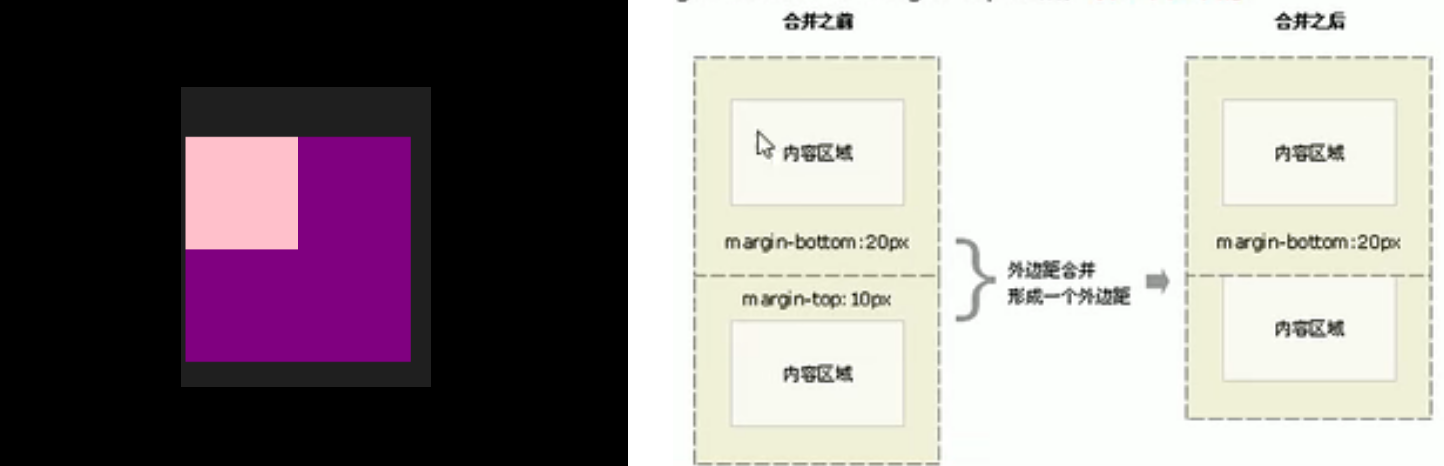 合并之前
内容区域
margin-bottom:20px
margin-top:10px
内容区域
外边距合并
形成一个外边距
合并之后
内容区域
margin-bottom:20px
内容区域